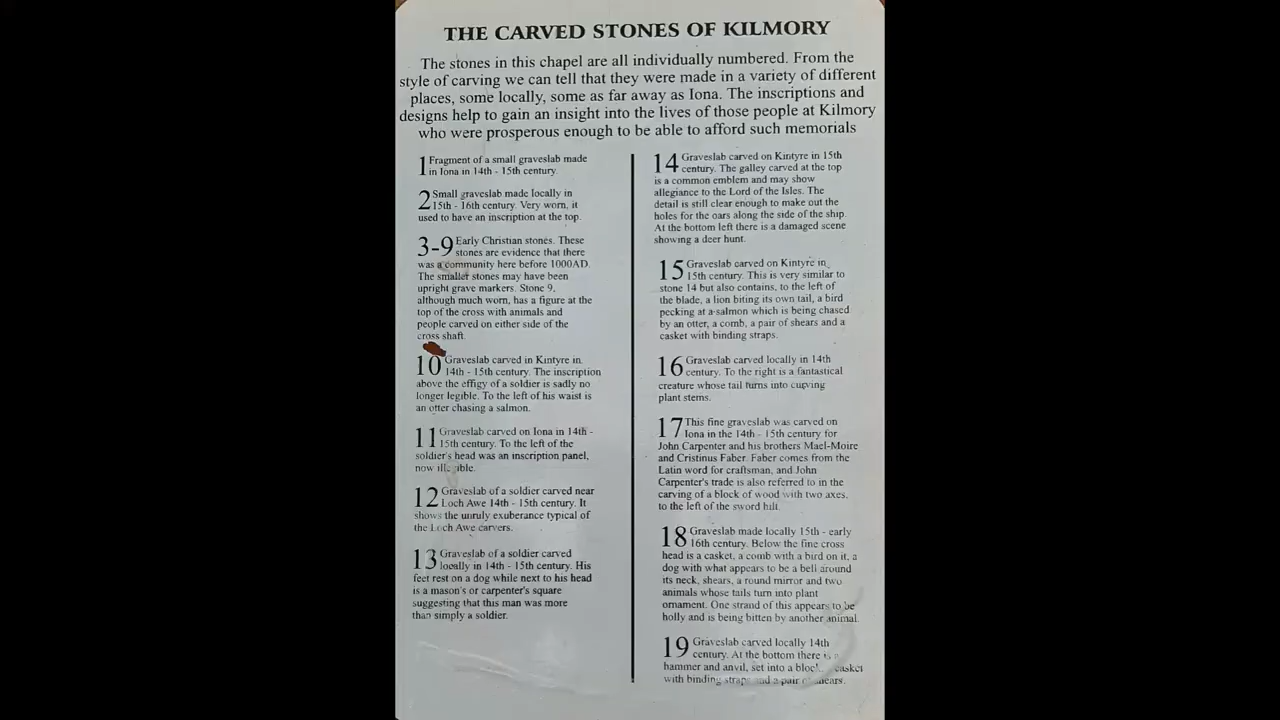 THE CARVED STONES OF KILMORY
The stones in this chapel are all individually numbered. From the
style of carving we can tell that they were made in a variety of different
places, some locally, some as far away as Iona. The inscriptions and
designs help to gain an insight into the lives of those people at Kilmory
who were prosperous enough to be able to afford such memorials
1 Fragment of a small graveslab made
in Iona in 14th - 15th century.
2 Small graveslab made locally in
15th - 16th century. Very worn, it
used to have an inscription at the top.
3-9 Early Christian stones. These
stones are evidence that there
was a community here before 1000AD.
The smaller stones may have been
upright grave markers. Stone 9,
although much worn, has a figure at the
top of the cross with animals and
people carved on either side of the
cross shaft.
10 Graveslab carved in Kintyre in
14th - 15th century. The inscription
above the effigy of a soldier is sadly no
longer legible. To the left of his waist is
an otter chasing a salmon.
11 Graveslab carved on Iona in 14th -
15th century. To the left of the
soldier's head was an inscription panel,
now
12 Graveslab of a soldier carved near
Loch Awe 14th - 15th century. It
shows the unruly exuberance typical of
the Loch Awe carvers.
13 Graveslab of a soldier carved
locally in 14th - 15th century. His
feet rest on a dog while next to his head
is a mason's or carpenter's square
suggesting that this man was more
than simply a soldier.
14 Graveslab carved on Kintyre in 15th
century. The galley carved at the top
is a common emblem and may show
allegiance to the Lord of the Isles. The
detail is still clear enough to make out the
holes for the oars along the side of the ship.
At the bottom left there is a damaged scene
showing a deer hunt.
15 Graveslab carved on Kintyre in
15th century. This is very similar to
stone 14 but also contains, to the left of
the blade, a lion biting its own tail, a bird
pecking at a salmon which is being chased
by an otter, a comb, a pair of shears and a
casket with binding straps.
16 Graveslab carved locally in 14th
century. To the right is a fantastical
creature whose tail turns into curving
plant stems.
17 This fine graveslab was carved on
Iona in the 14th - 15th century for
John Carpenter and his brothers Mael-Moire
and Cristinus Faber. Faber comes from the
Latin word for craftsman, and John
Carpenter's trade is also referred to in the
carving of a block of wood with two axes,
to the left of the sword hilt.
18 Graveslab made locally 15th - early
16th century. Below the fine cross
head is a casket, a comb with a bird on it, a
dog with what appears to be a bell around
its neck, shears, a round mirror and two
animals whose tails turn into plant
ornament. One strand of this appears to be
holly and is being bitten by another animal.
19 Graveslab carved locally 14th
century. At the bottom there is a
hammer and anvil, set into a casket
with binding straps and a pair of shears.